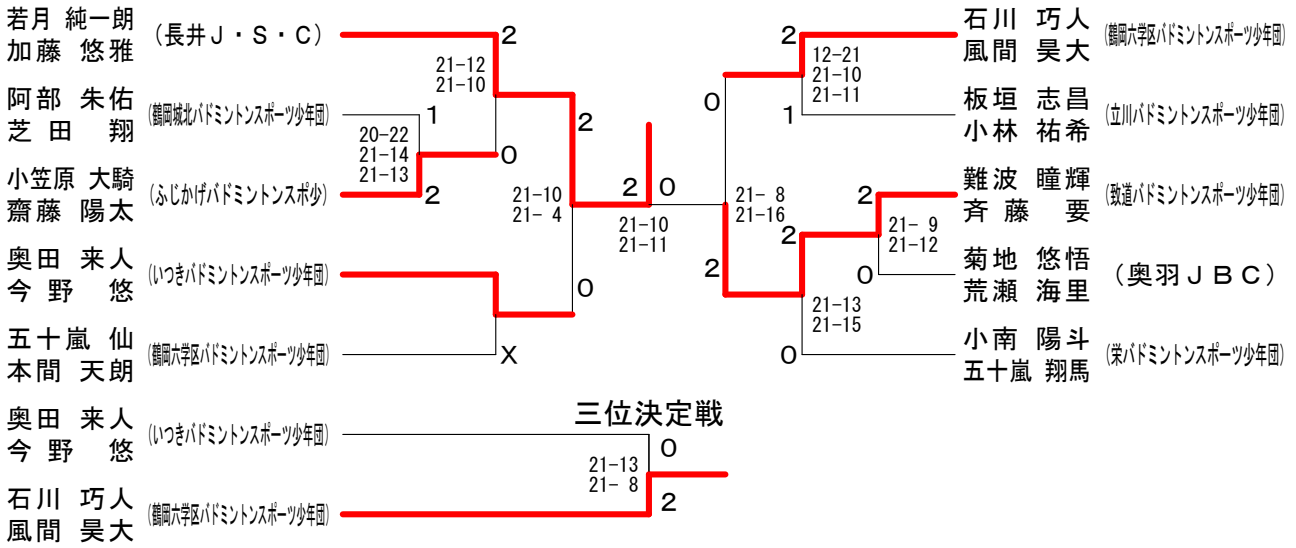 若月 純一朗
加藤 悠雅
(長井J・S・C)
2
21-12
21-10
阿部 朱佑
芝田 翔
(鶴岡城北バドミントンスポーツ少年団)
1
20-22
21-14
21-13
0
小笠原 大騎
齋藤 陽太
(ふじかげバドミントンスポ少)
2
2
21-10
21- 4
奥田 来人
今野 悠
(いつきバドミントンスポーツ少年団)
0
五十嵐 仙
本間 天朗
(鶴岡六学区バドミントンスポーツ少年団)
X
2
0
21-10
21-11
石川 巧人
風間 昊大
(鶴岡六学区バドミントンスポーツ少年団)
2
12-21
21-10
21-11
0
板垣 志昌
小林 祐希
(立川バドミントンスポーツ少年団)
1
21- 8
21-16
難波 瞳輝
斉藤 要
(致道バドミントンスポーツ少年団)
2
21- 9
21-12
2
2
菊地 悠悟
荒瀬 海里
(奥羽JBC)
0
21-13
21-15
小南 陽斗
五十嵐 翔馬
(栄バドミントンスポーツ少年団)
0
三位決定戦
奥田 来人
今野 悠
(いつきバドミントンスポーツ少年団)
0
21-13
21- 8
石川 巧人
風間 昊大
(鶴岡六学区バドミントンスポーツ少年団)
2